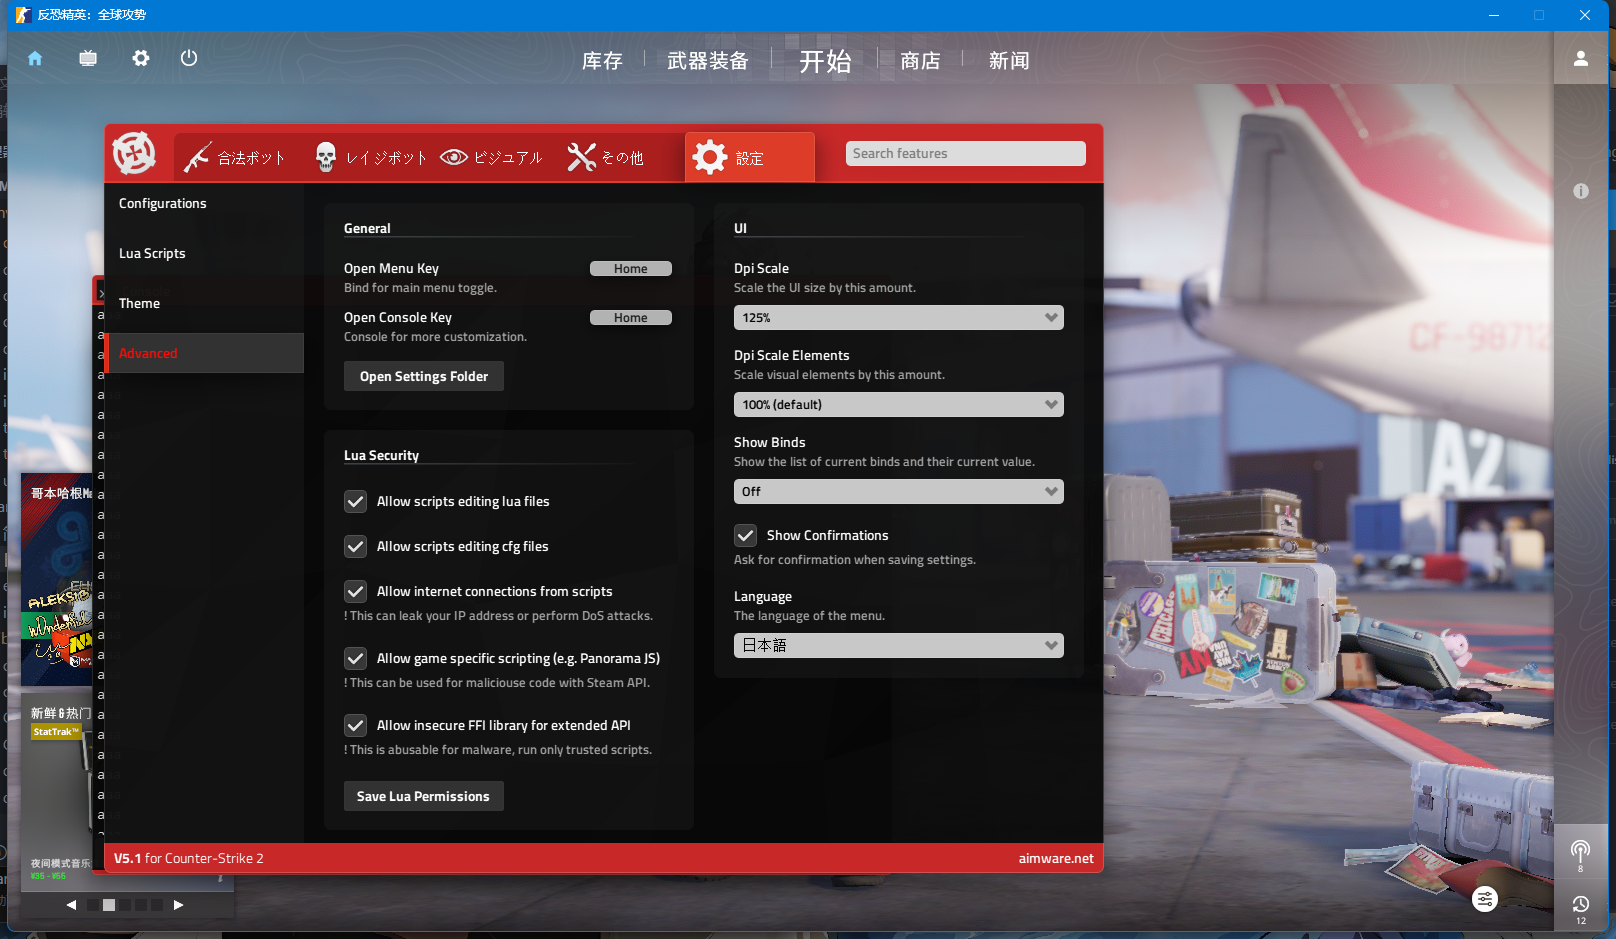 反恐精英：全球攻势
库存
武器装备
开始
商店
新闻
合法ボット
レイジボット
ビジュアル
その他
設定
Search features
Configurations
Lua Scripts
Theme
Advanced
General
Open Menu Key
Home
Bind for main menu toggle.
Open Console Key
Home
Console for more customization.
Open Settings Folder
Lua Security
Allow scripts editing lua files
Allow scripts editing cfg files
Allow internet connections from scripts
! This can leak your IP address or perform DoS attacks.
Allow game specific scripting (e.g. Panorama JS)
! This can be used for maliciouse code with Steam API.
Allow insecure FFI library for extended API
! This is abusable for malware, run only trusted scripts.
Save Lua Permissions
UI
Dpi Scale
Scale the UI size by this amount.
125%
Dpi Scale Elements
Scale visual elements by this amount.
100% (default)
Show Binds
Show the list of current binds and their current value.
Off
Show Confirmations
Ask for confirmation when saving settings.
Language
The language of the menu.
日本語
V5.1 for Counter-Strike 2
aimware.net
哥本哈根
新鲜&热门
StatTrak™
夜间模式音乐
¥35 - ¥55
CF-98712
A2
8
12